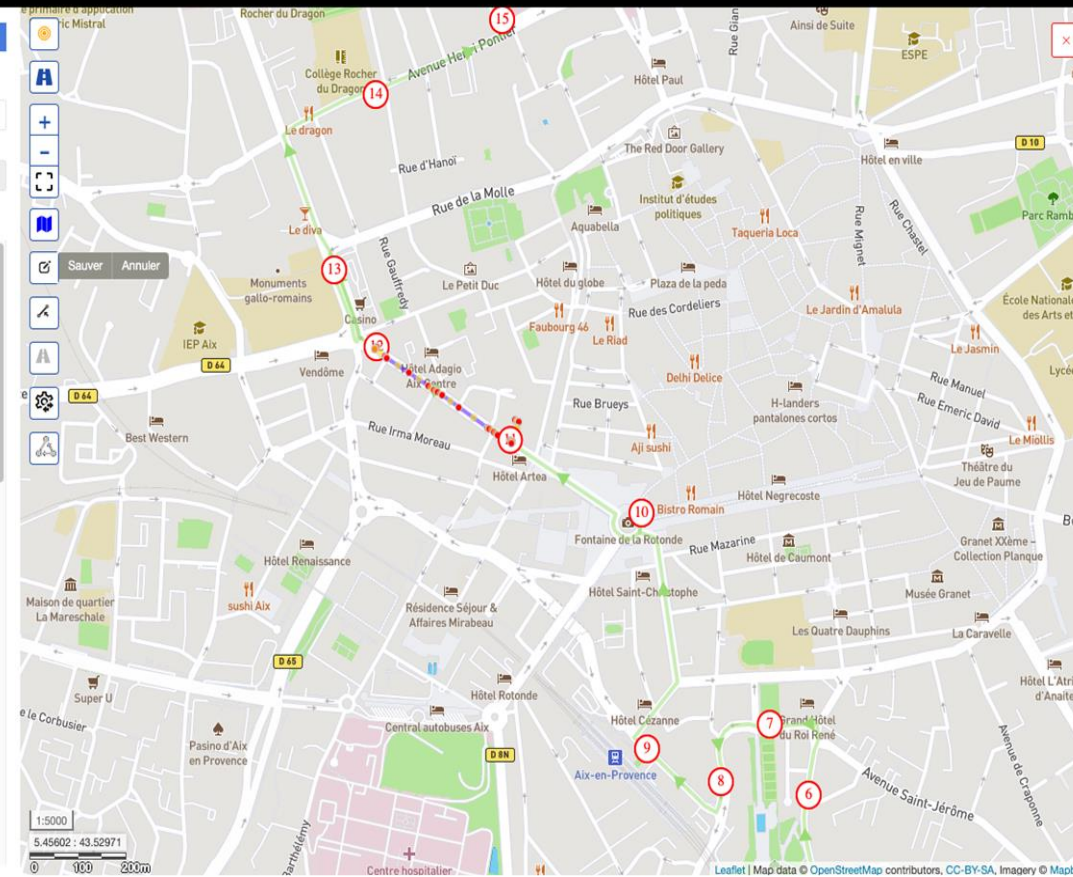 e primaire d'application
ric Mistral
Rocher du Dragon
15
Ainsi de Suite
Rue Gian
ESPE
×
Avenue Henri Pontier
Collège Rocher
du Dragon
14
Hôtel Paul
Le dragon
+
−
The Red Door Gallery
D 10
Hôtel en ville
Rue d'Hanoï
Institut d'études
politiques
Rue de la Molle
Parc Ramb
Aquabella
Taqueria Loca
Rue Mignet
Rue Chastel
Le diva
Rue Gauffredy
Sauver Annuler
13
Monuments
gallo-romains
Le Petit Duc
Hôtel du globe
Plaza de la peda
École Nationale
des Arts et
Casino
Faubourg 46
Le Riad
Rue des Cordeliers
Le Jardin d'Amalula
IEP Aix
Le Jasmin
D 64
Vendôme
Hôtel Adagio
Aix Centre
Delhi Delice
Lycée
D 64
H-landers
pantalones cortos
Rue Manuel
Rue Emeric David
Best Western
Rue Irma Moreau
Rue Brueys
Aji sushi
Le Miollis
Hôtel Artea
Théâtre du
Jeu de Paume
10
Bistro Romain
Hôtel Negrecoste
Fontaine de la Rotonde
Rue Mazarine
Hôtel de Caumont
Granet XXème –
Collection Planque
Hôtel Renaissance
Maison de quartier
La Mareschale
sushi Aix
Hôtel Saint-Christophe
Musée Granet
Résidence Séjour &
Affaires Mirabeau
Les Quatre Dauphins
La Caravelle
D 65
Super U
Hôtel Rotonde
Hôtel L'Atri
d'Anaïte
e le Corbusier
Central autobuses Aix
Hôtel Cézanne
7
Grand Hôtel
du Roi René
Pasino d'Aix
en Provence
D 8N
9
Aix-en-Provence
8
6
Avenue Saint-Jérôme
Avenue de Craponne
1:5000
5.45602 : 43.52971
0 100 200m
Barthélémy
Centre hospitalier
Leaflet | Map data © OpenStreetMap contributors, CC-BY-SA, Imagery © Mapb